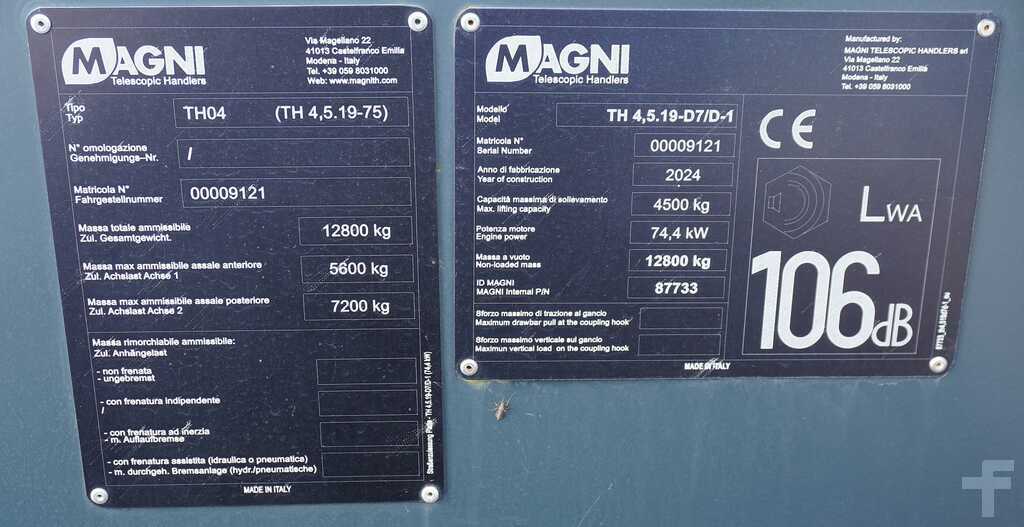 MAGNI
Telescopic Handlers
Via Magellano 22
41013 Castelfranco Emilia
Modena - Italy
Tel. +39 059 8031000
Web: www.magnith.com
Tipo
Typ
TH04 (TH 4,5.19-75)
N° omologazione
Genehmigungs-Nr.
/
Matricola N°
Fahrgestellnummer
00009121
Massa totale ammissibile
Zul. Gesamtgewicht.
12800 kg
Massa max ammissibile assale anteriore
Zul. Achslast Achse 1
5600 kg
Massa max ammissibile assale posteriore
Zul. Achslast Achse 2
7200 kg
Massa rimorchiabile ammissibile:
Zul. Anhängelast
- non frenata
- ungebremst
- con frenatura indipendente
/
- con frenatura ad inerzia
- m. Auflaufbremse
- con frenatura assistita (idraulica o pneumatica)
- m. durchgeh. Bremsanlage (hydr./pneumatische)
MADE IN ITALY
MAGNI
Telescopic Handlers
Manufactured by:
MAGNI TELESCOPIC HANDLERS srl
Via Magellano 22
41013 Castelfranco Emilia
Modena - Italy
Tel. +39 059 8031000
Modello
Model
TH 4,5.19-D7/D-1
Matricola N°
Serial Number
00009121
Anno di fabbricazione
Year of construction
2024
Capacità massima di sollevamento
Max. lifting capacity
4500 kg
Potenza motore
Engine power
74,4 kW
Massa a vuoto
Non-loaded mass
12800 kg
ID MAGNI
MAGNI Internal P/N
87733
Sforzo massimo di trazione al gancio
Maximum drawbar pull at the coupling hook
Sforzo massimo verticale sul gancio
Maximun vertical load on the coupling hook
MADE IN ITALY
CE
LWA
106dB